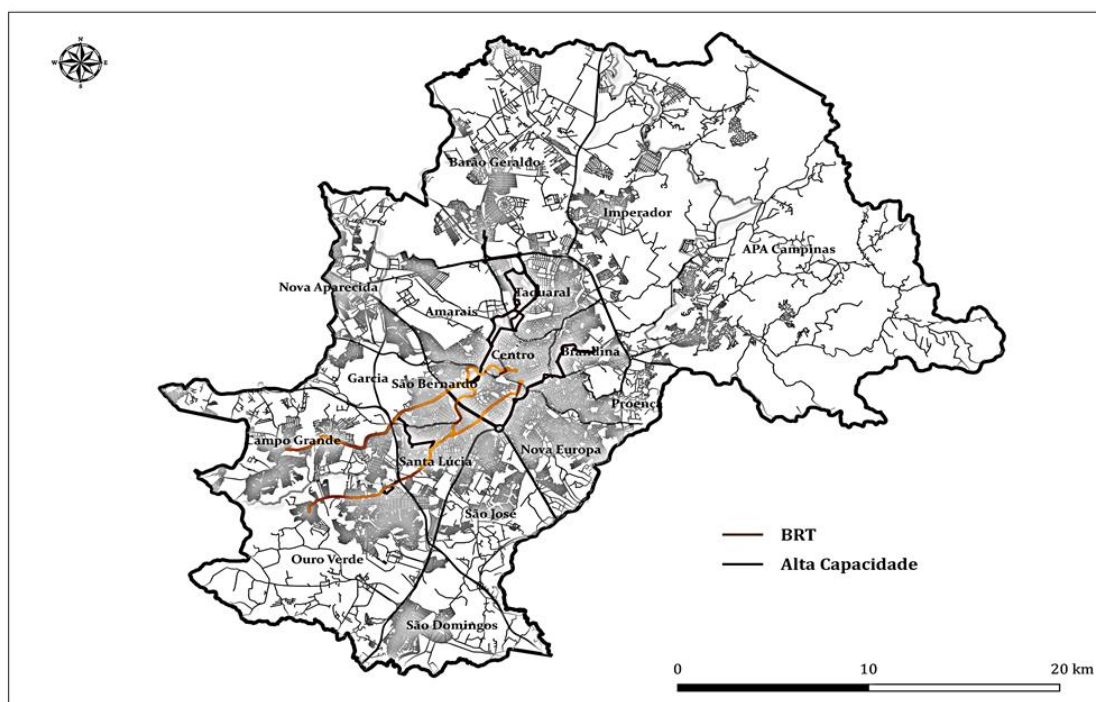 N
W E
S
Barão Geraldo
Imperador
APA Campinas
Nova Aparecida
Amarais
Taquaral
Centro
Brandina
Garcia
São Bernardo
Proença
Campo Grande
Santa Lúcia
Nova Europa
São José
BRT
Ouro Verde
Alta Capacidade
São Domingos
0 10 20 km